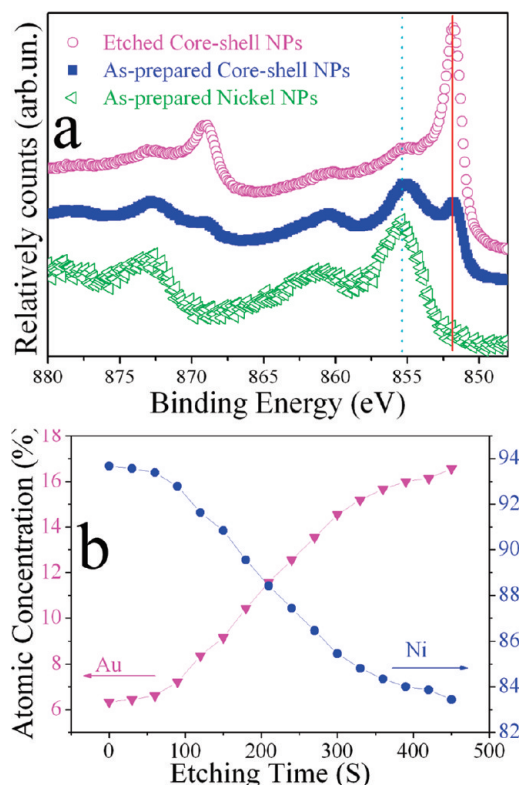 Etched Core-shell NPs
As-prepared Core-shell NPs
As-prepared Nickel NPs
a
Relatively counts (arb.un.)
880 875 870 865 860 855 850
Binding Energy (eV)
18
16
14
12
10
8
6
Atomic Concentration (%)
b
Au
Ni
94
92
90
88
86
84
82
0 100 200 300 400 500
Etching Time (S)